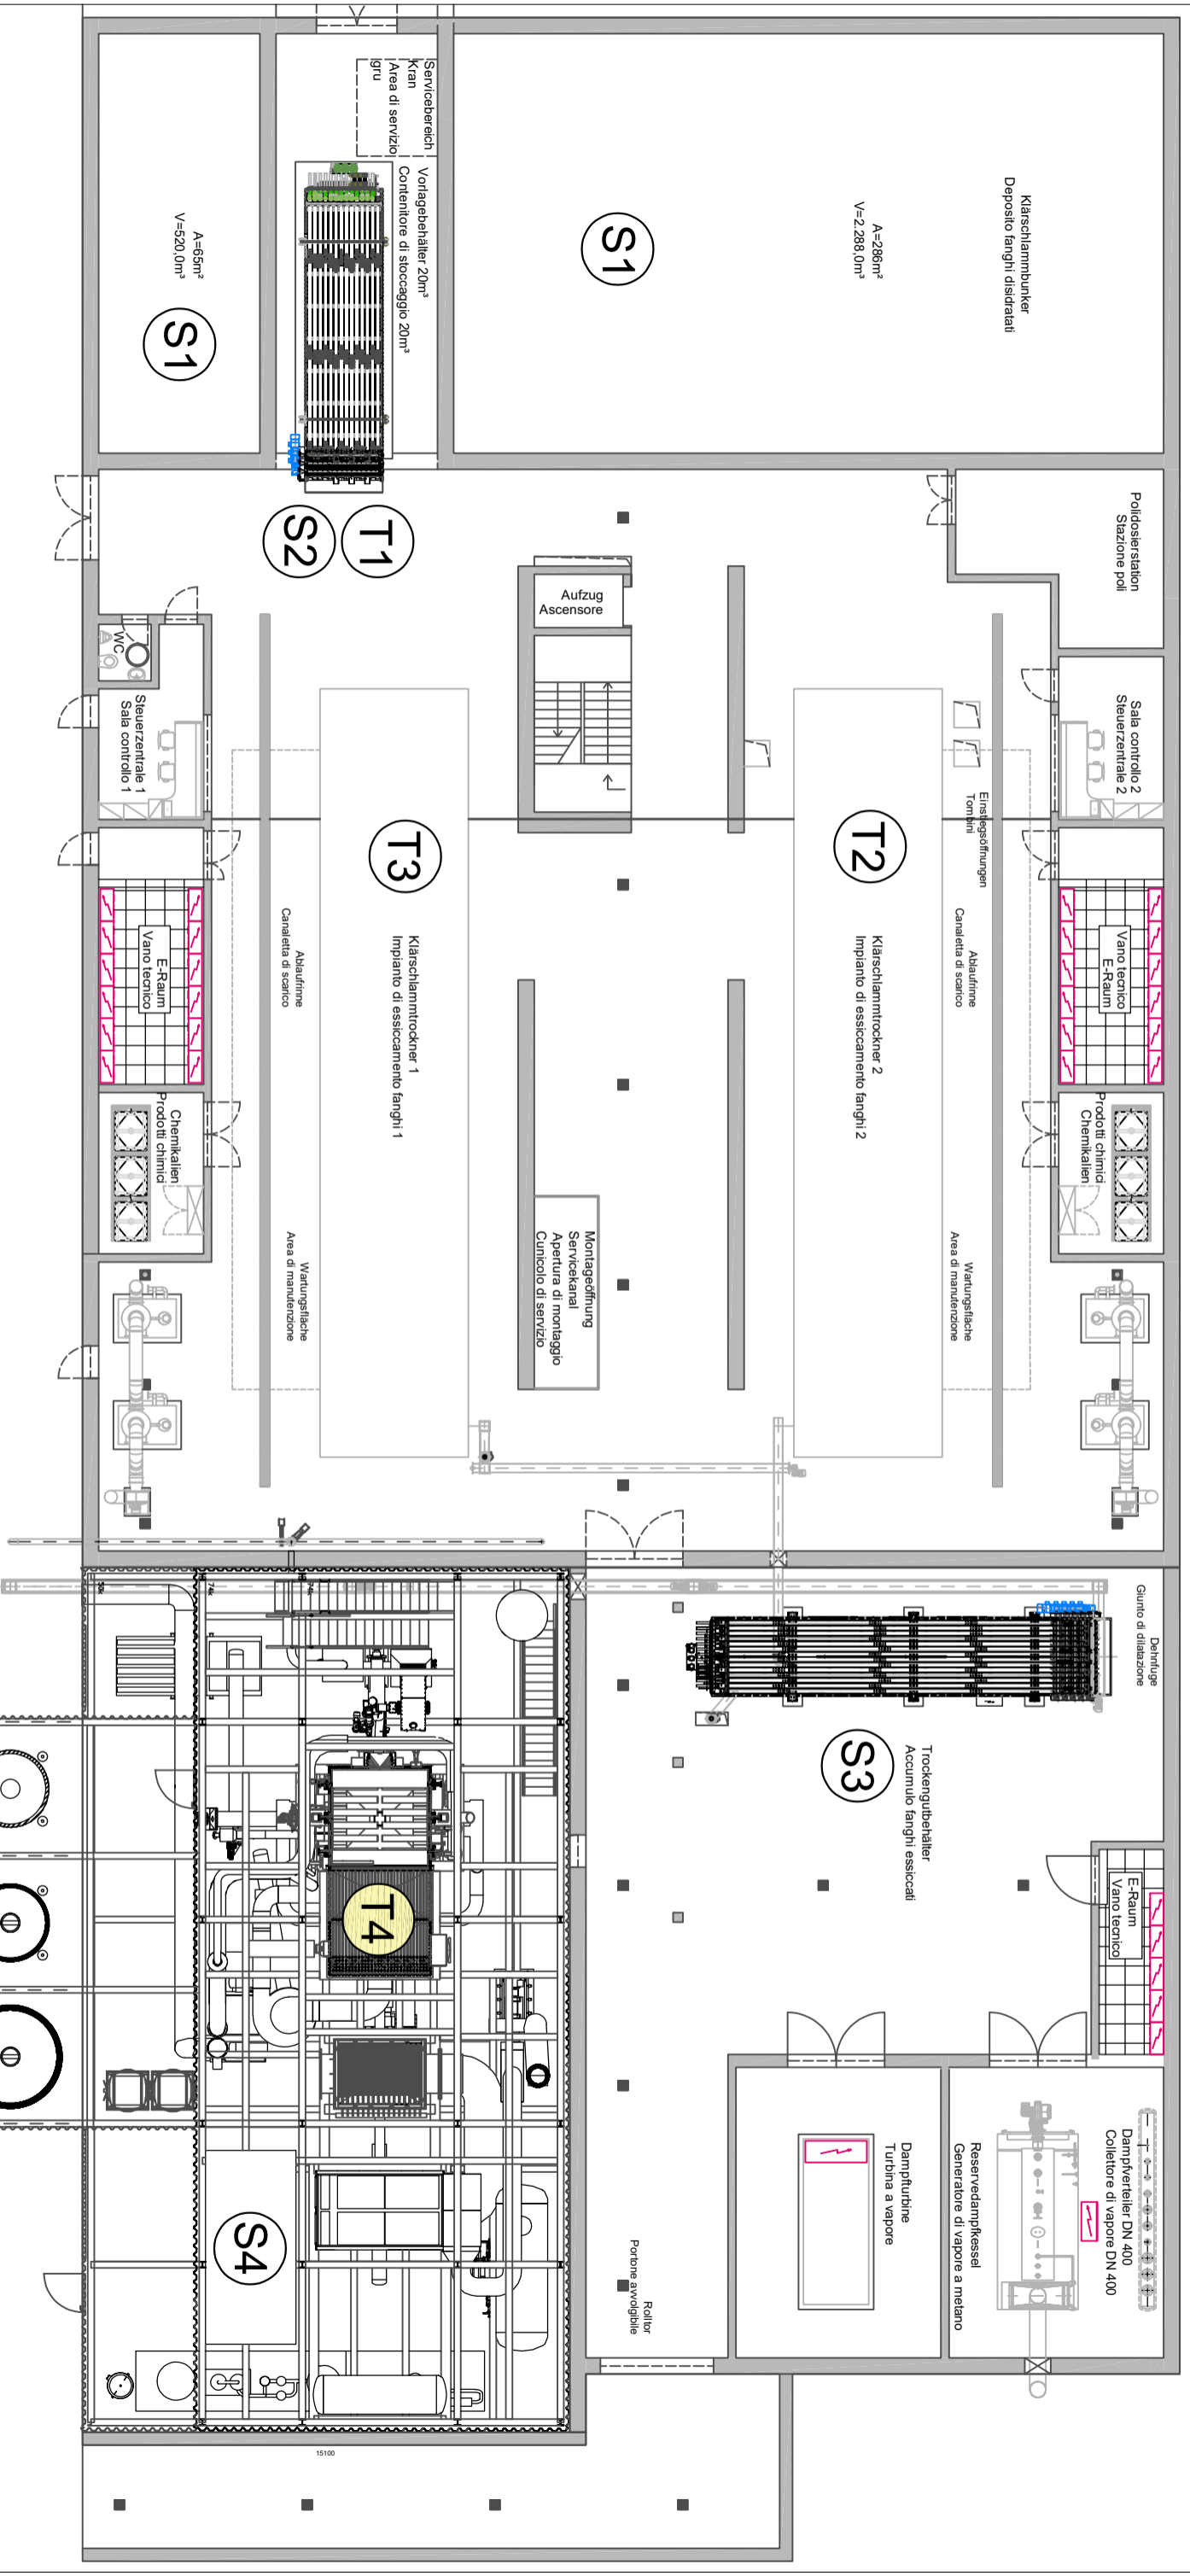 Klärschlammbunker
Deposito fanghi disidratati
A=286m²
V=2.288,0m³
S1
Servicebereich
Kran
Area di servizio
gru
Vorlagebehälter 20m³
Contenitore di stoccaggio 20m³
A=65m²
V=520,0m³
S1
T1
S2
Polidosierstation
Stazione poli
Aufzug
Ascensore
WC
Steuerzentrale 1
Sala controllo 1
Sala controllo 2
Steuerzentrale 2
Einstiegsöffnungen
Tombini
T2
Klärschlammtrockner 2
Impianto di essiccamento fanghi 2
T3
Klärschlammtrockner 1
Impianto di essiccamento fanghi 1
Ablaufrinne
Canaletta di scarico
Ablaufrinne
Canaletta di scarico
Vano tecnico
E-Raum
E-Raum
Vano tecnico
Prodotti chimici
Chemikalien
Chemikalien
Prodotti chimici
Wartungsfläche
Area di manutenzione
Wartungsfläche
Area di manutenzione
Montageöffnung
Servicekanal
Apertura di montaggio
Cunicolo di servizio
Dehnfuge
Giunto di dilatazione
S3
Trockengutbehälter
Accumulo fanghi essiccati
E-Raum
Vano tecnico
T4
Dampfverteiler DN 400
Collettore di vapore DN 400
Reservedampfkessel
Generatore di vapore a metano
Dampfturbine
Turbina a vapore
Rolltor
Portone avvolgibile
S4
15100